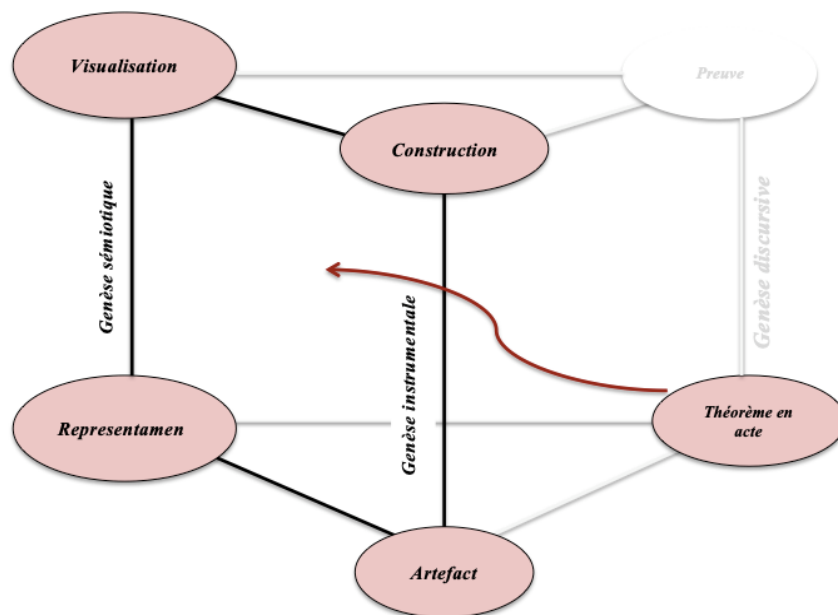 Visualisation
Preuve
Construction
Genèse sémiotique
Genèse instrumentale
Genèse discursive
Representamen
Théorème en
acte
Artefact